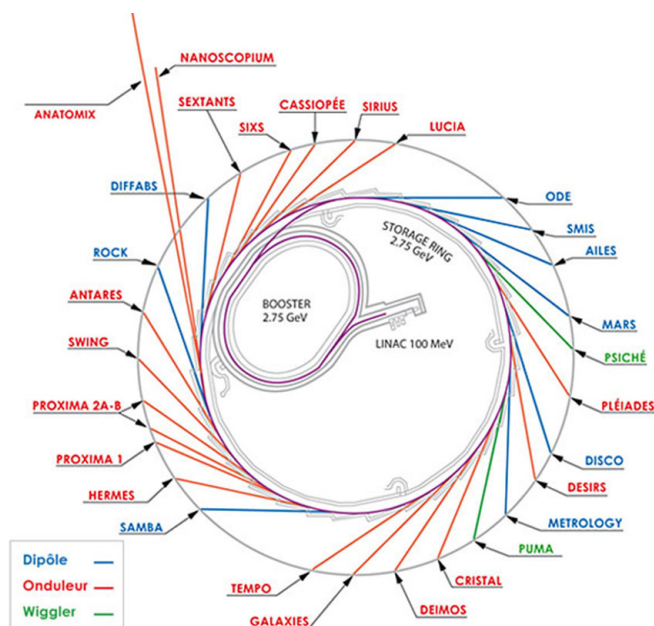 NANOSCOPIUM
ANATOMIX
SEXTANTS
SIXS
CASSIOPÉE
SIRIUS
LUCIA
DIFFABS
ODE
ROCK
SMIS
AILES
STORAGE RING
2.75 GeV
ANTARES
BOOSTER
2.75 GeV
MARS
SWING
LINAC 100 MeV
PSICHÉ
PROXIMA 2A-B
PLÉIADES
PROXIMA 1
DISCO
HERMES
DESIRS
SAMBA
METROLOGY
PUMA
TEMPO
CRISTAL
GALAXIES
DEIMOS
Dipôle
Onduleur
Wiggler